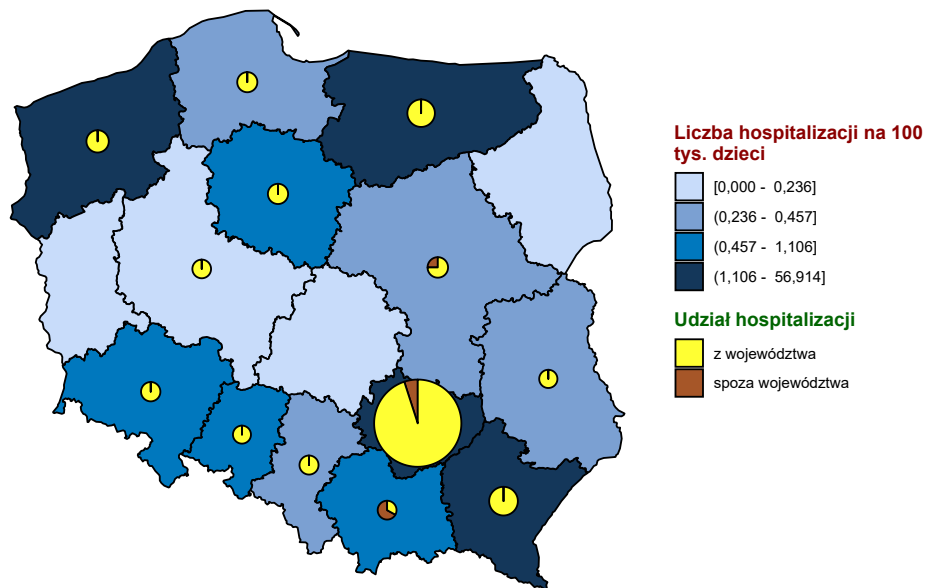 Liczba hospitalizacji na 100
tys. dzieci
[0,000 - 0,236]
(0,236 - 0,457]
(0,457 - 1,106]
(1,106 - 56,914]
Udział hospitalizacji
z województwa
spoza województwa